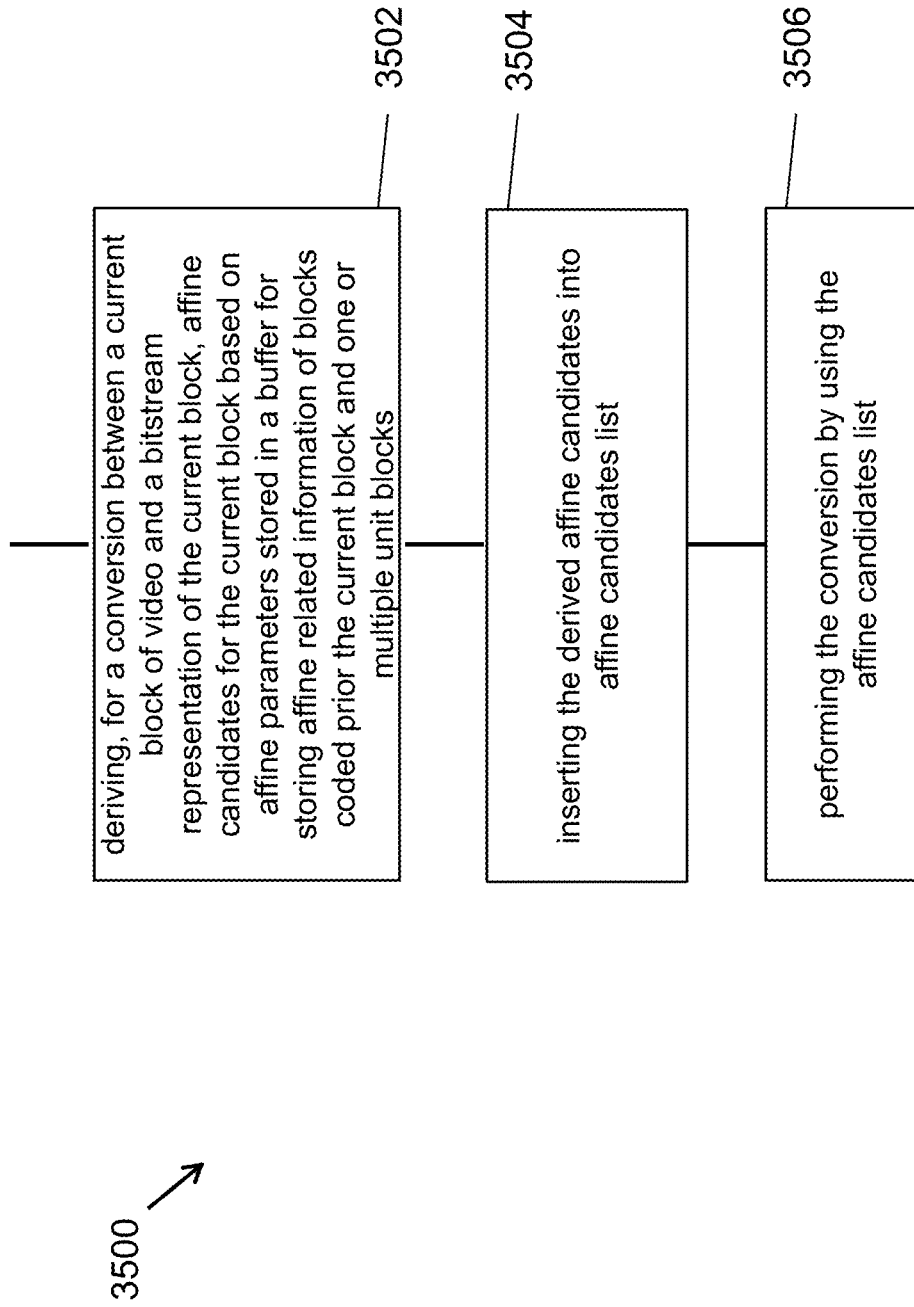 3500
deriving, for a conversion between a current
block of video and a bitstream
representation of the current block, affine
candidates for the current block based on
affine parameters stored in a buffer for
storing affine related information of blocks
coded prior the current block and one or
multiple unit blocks
3502
inserting the derived affine candidates into
affine candidates list
3504
performing the conversion by using the
affine candidates list
3506